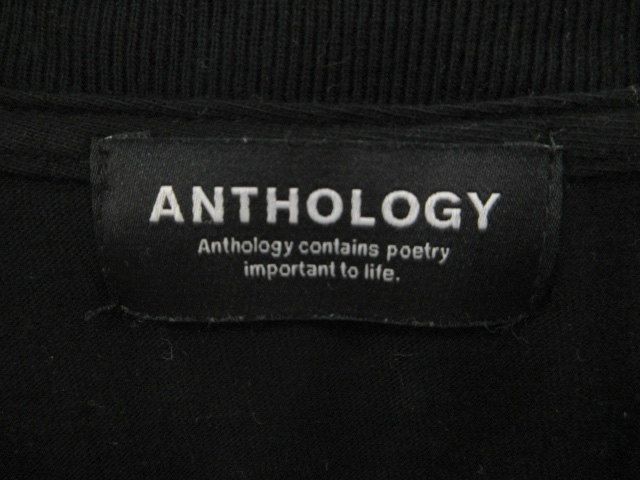 ANTHOLOGY
Anthology contains poetry
important to life.